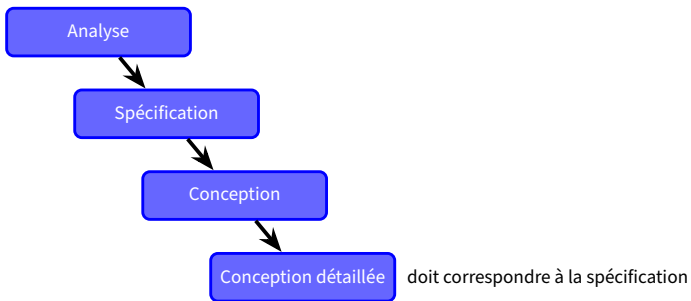 Analyse
Spécification
Conception
Conception détaillée doit correspondre à la spécification